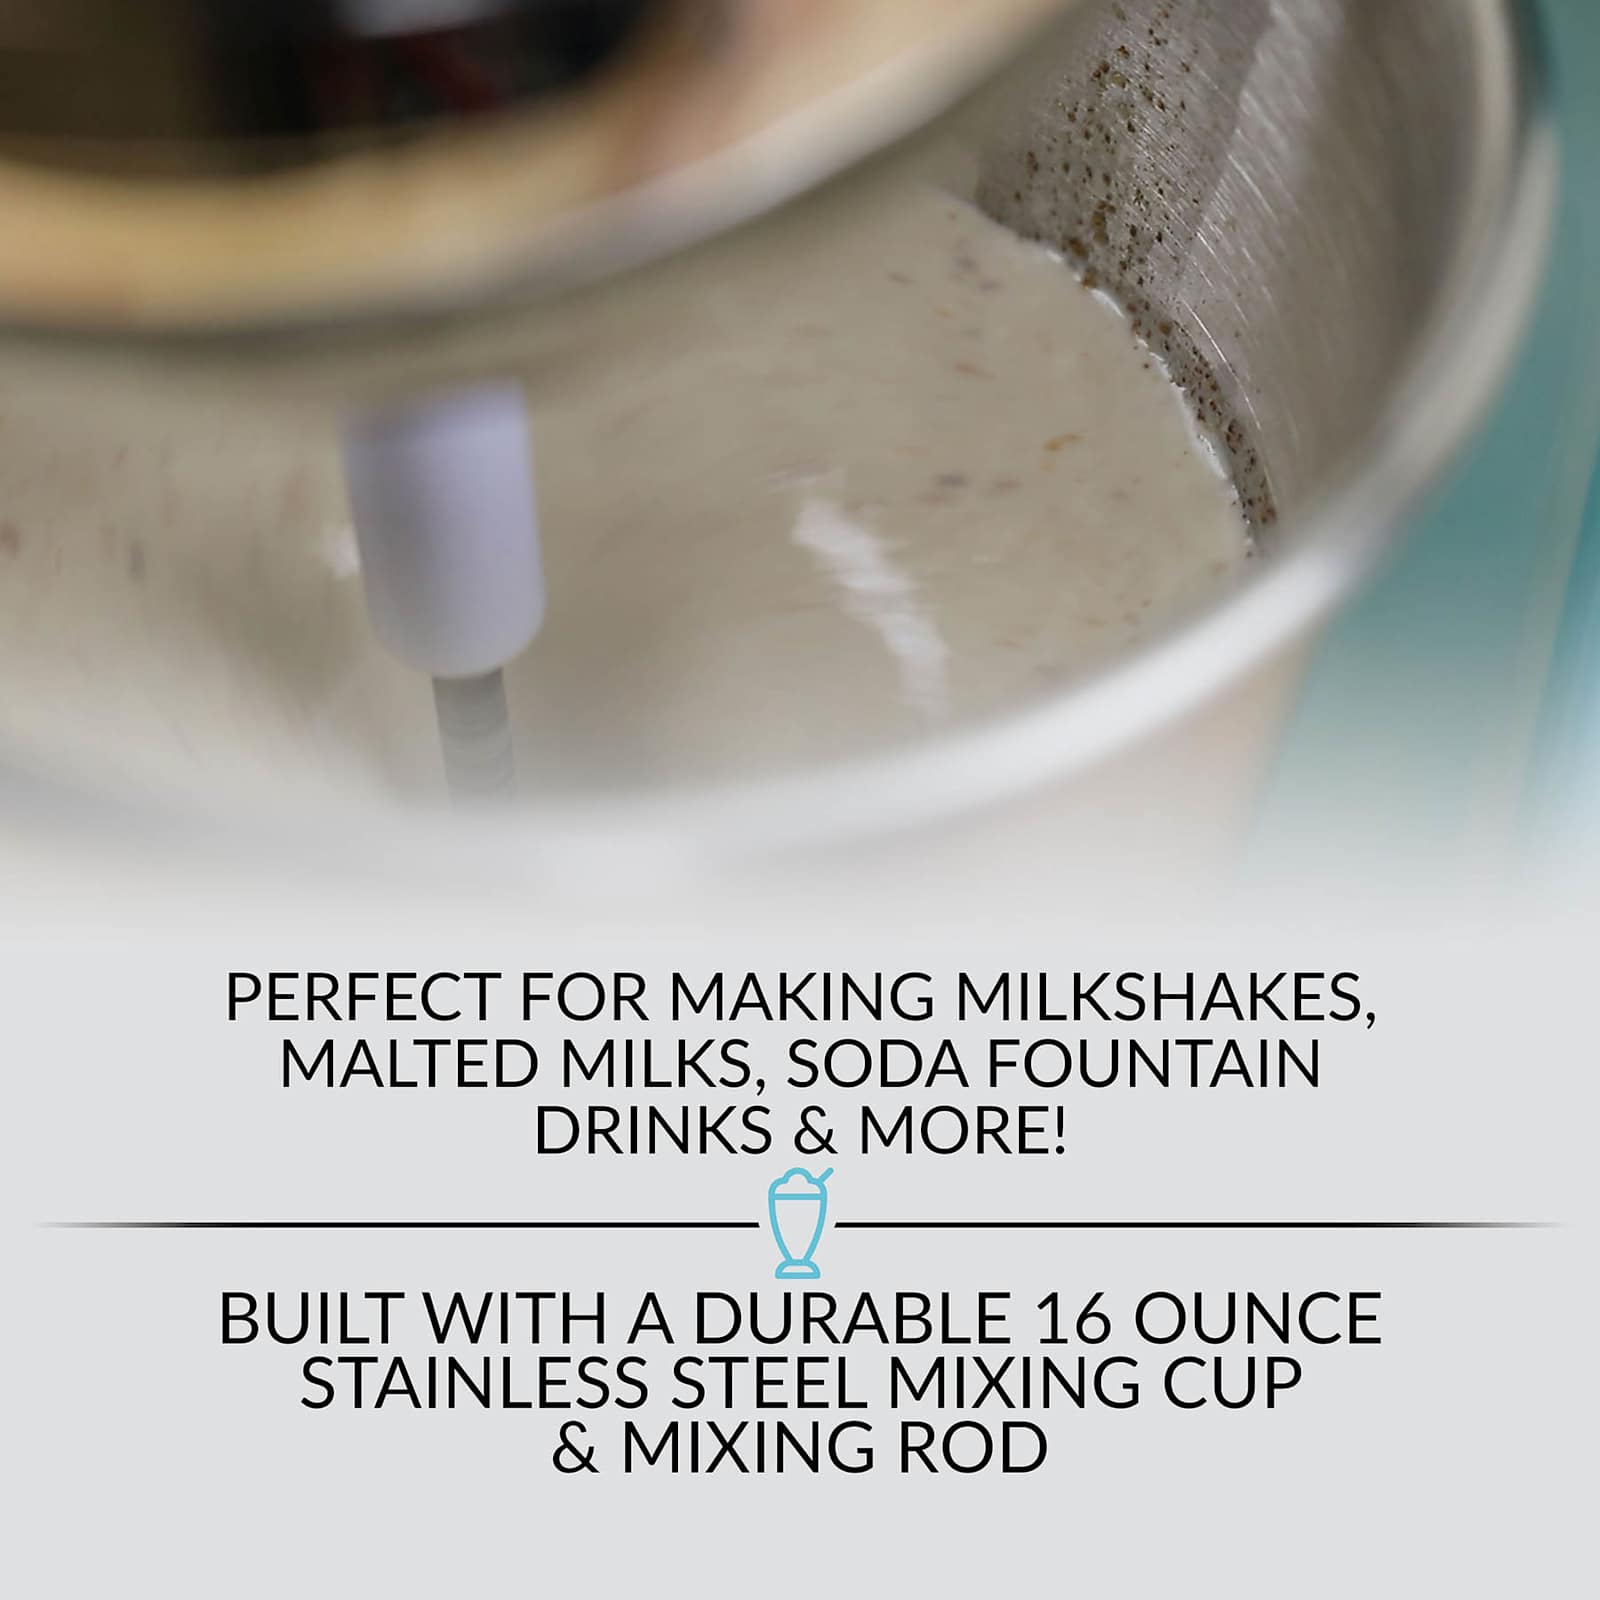 PERFECT FOR MAKING MILKSHAKES,
MALTED MILKS, SODA FOUNTAIN
DRINKS & MORE!
BUILT WITH A DURABLE 16 OUNCE
STAINLESS STEEL MIXING CUP
& MIXING ROD